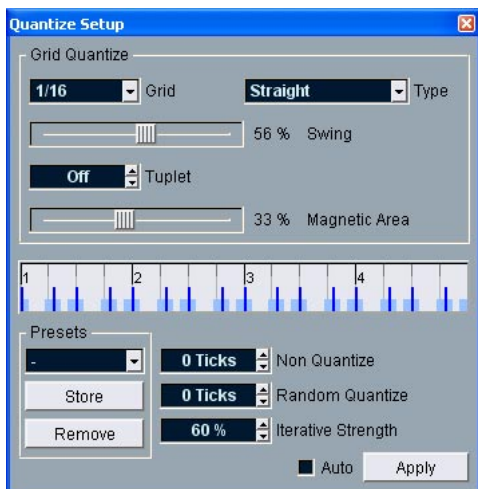 Quantize Setup
Grid Quantize
1/16 Grid Straight Type
56 % Swing
Off Tuplet
33 % Magnetic Area
1 2 3 4
Presets
- 0 Ticks Non Quantize
Store 0 Ticks Random Quantize
Remove 60 % Iterative Strength
Auto Apply